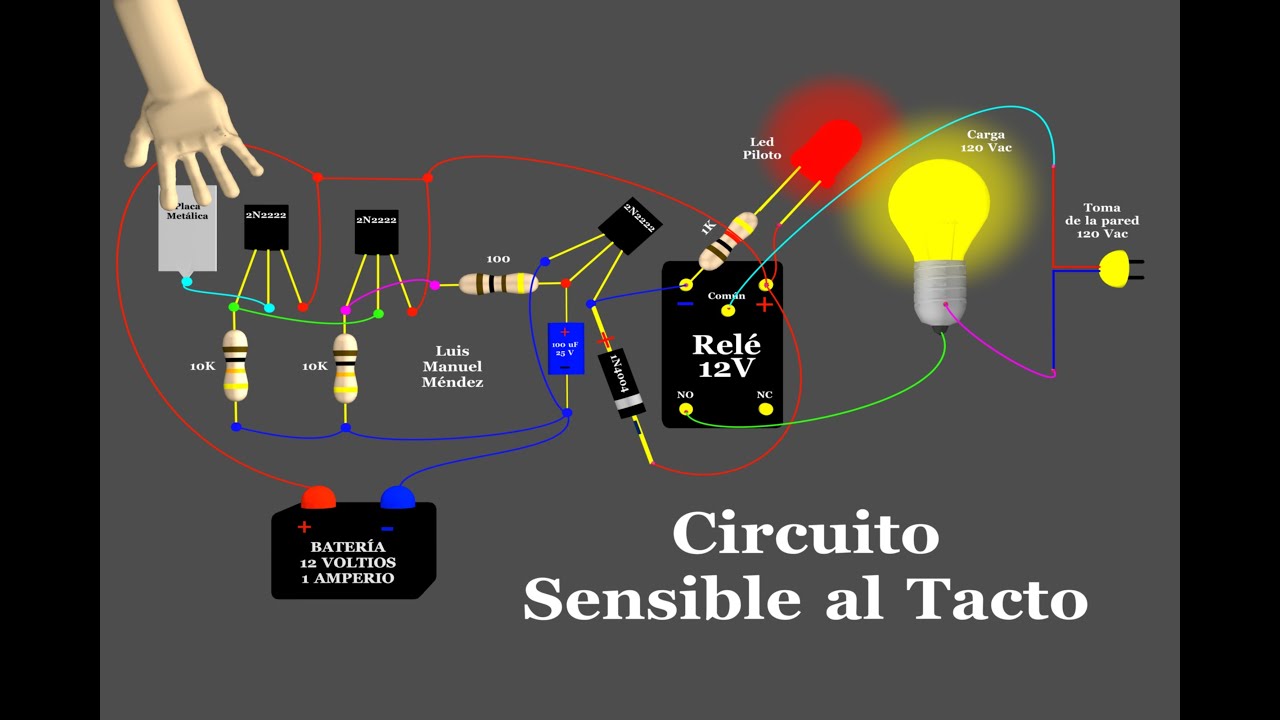 Placa
Metálica
2N2222
2N2222
100
2N2222
Led
Piloto
1K
Carga
120 Vac
Toma
de la pared
120 Vac
10K
10K
Luis
Manuel
Méndez
+
100 uF
25 V
-
+
1N4004
- Común +
Relé
12V
NO NC
+ -
BATERÍA
12 VOLTIOS
1 AMPERIO
Circuito
Sensible al Tacto